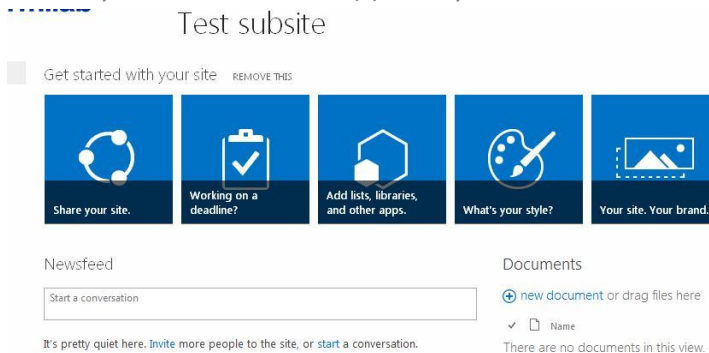 Test subsite
Get started with your site REMOVE THIS
Share your site.
Working on a
deadline?
Add lists, libraries,
and other apps.
What's your style?
Your site. Your brand.
Newsfeed
Start a conversation
It's pretty quiet here. Invite more people to the site, or start a conversation.
Documents
new document or drag files here
Name
There are no documents in this view.